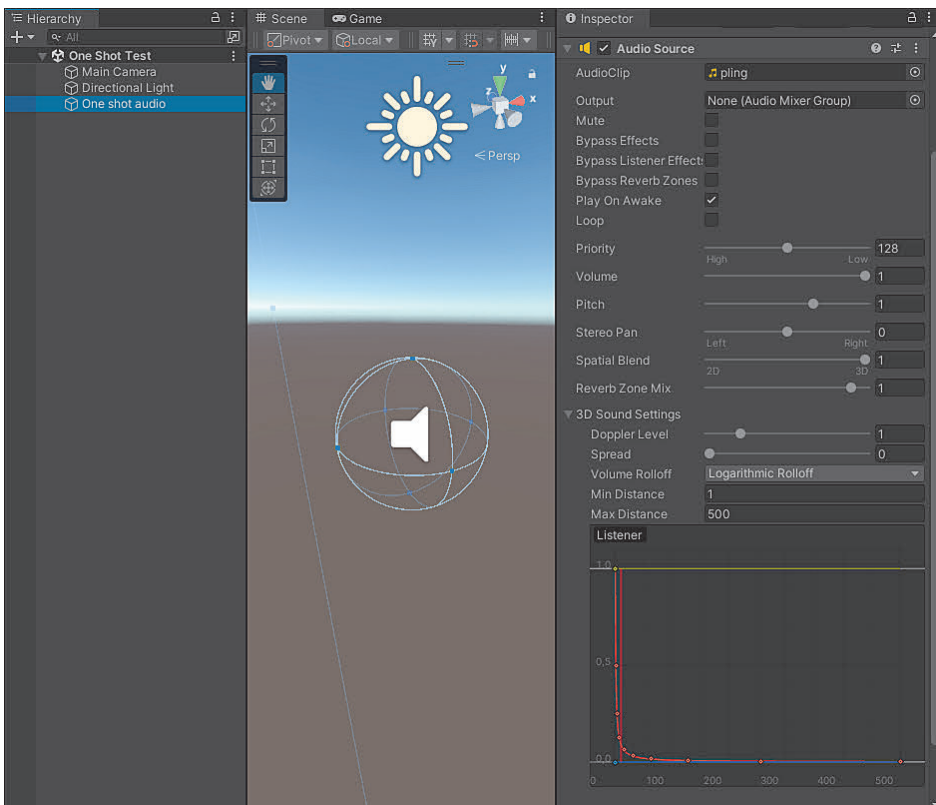 Hierarchy
All
One Shot Test
Main Camera
Directional Light
One shot audio
Scene
Game
Pivot
Local
y
z
x
Persp
Inspector
Audio Source
AudioClip
pling
Output
None (Audio Mixer Group)
Mute
Bypass Effects
Bypass Listener Effect
Bypass Reverb Zones
Play On Awake
Loop
Priority
128
High
Low
Volume
1
Pitch
1
Stereo Pan
0
Left
Right
Spatial Blend
1
2D
3D
Reverb Zone Mix
1
3D Sound Settings
Doppler Level
1
Spread
0
Volume Rolloff
Logarithmic Rolloff
Min Distance
1
Max Distance
500
Listener
1,0
0,5
0,0
0 100 200 300 400 500